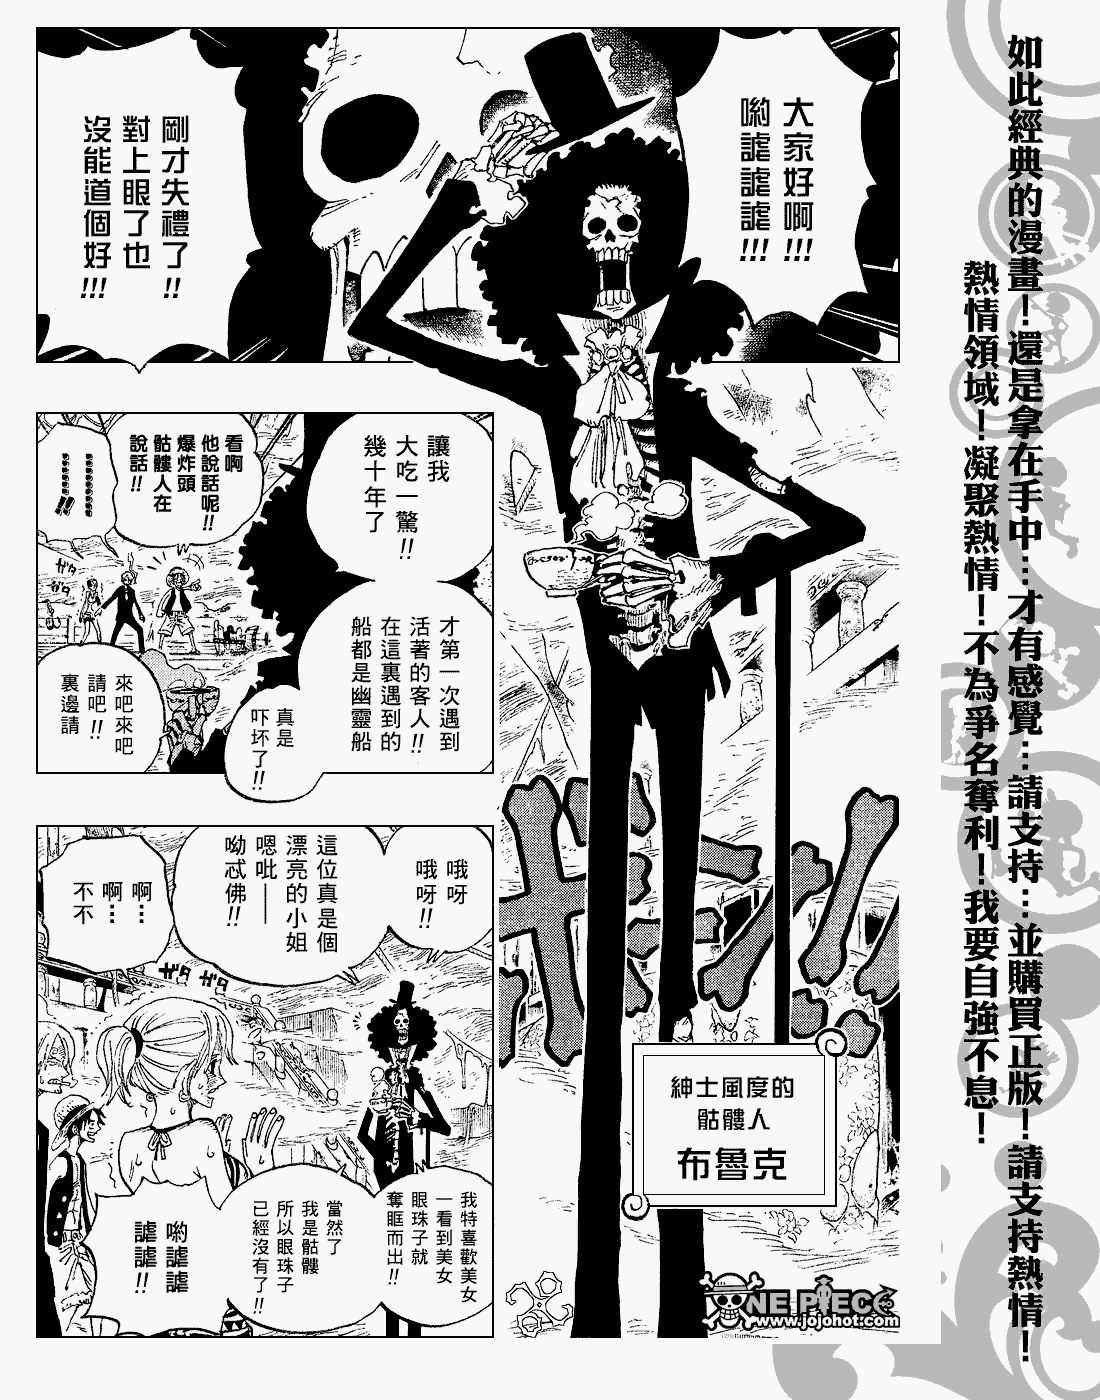 大家好啊!!!
喲謔謔謔!!!
剛才失禮了!!
對上眼了也
沒能道個好!!!
讓我
大吃一驚!!
幾十年了
才第一次遇到
活著的客人!!
在這裏遇到的
船都是幽靈船
真是
吓坏了!!
看啊
他說話呢!!
爆炸頭
骷髏人在
說話!!
………………
………………!!
ガタ
ガタ
來吧來吧
請吧!!
裏邊請
紳士風度的
骷髏人
布魯克
哦呀
哦呀!!
這位真是個
漂亮的小姐
嗯吡——
呦忒佛!!
啊…
啊…
不不
ガタ
ガタ
我特喜歡美女
一看到美女
眼珠子就
奪眶而出!!
當然了
我是骷髏
所以眼珠子
已經沒有了!!
喲謔謔
謔謔!!
ONE PIECE
www.jojohot.com
如此經典的漫畫！還是拿在手中…才有感覺…請支持…並購買正版！請支持熱情！
熱情領域！凝聚熱情！不為爭名奪利！我要自強不息！